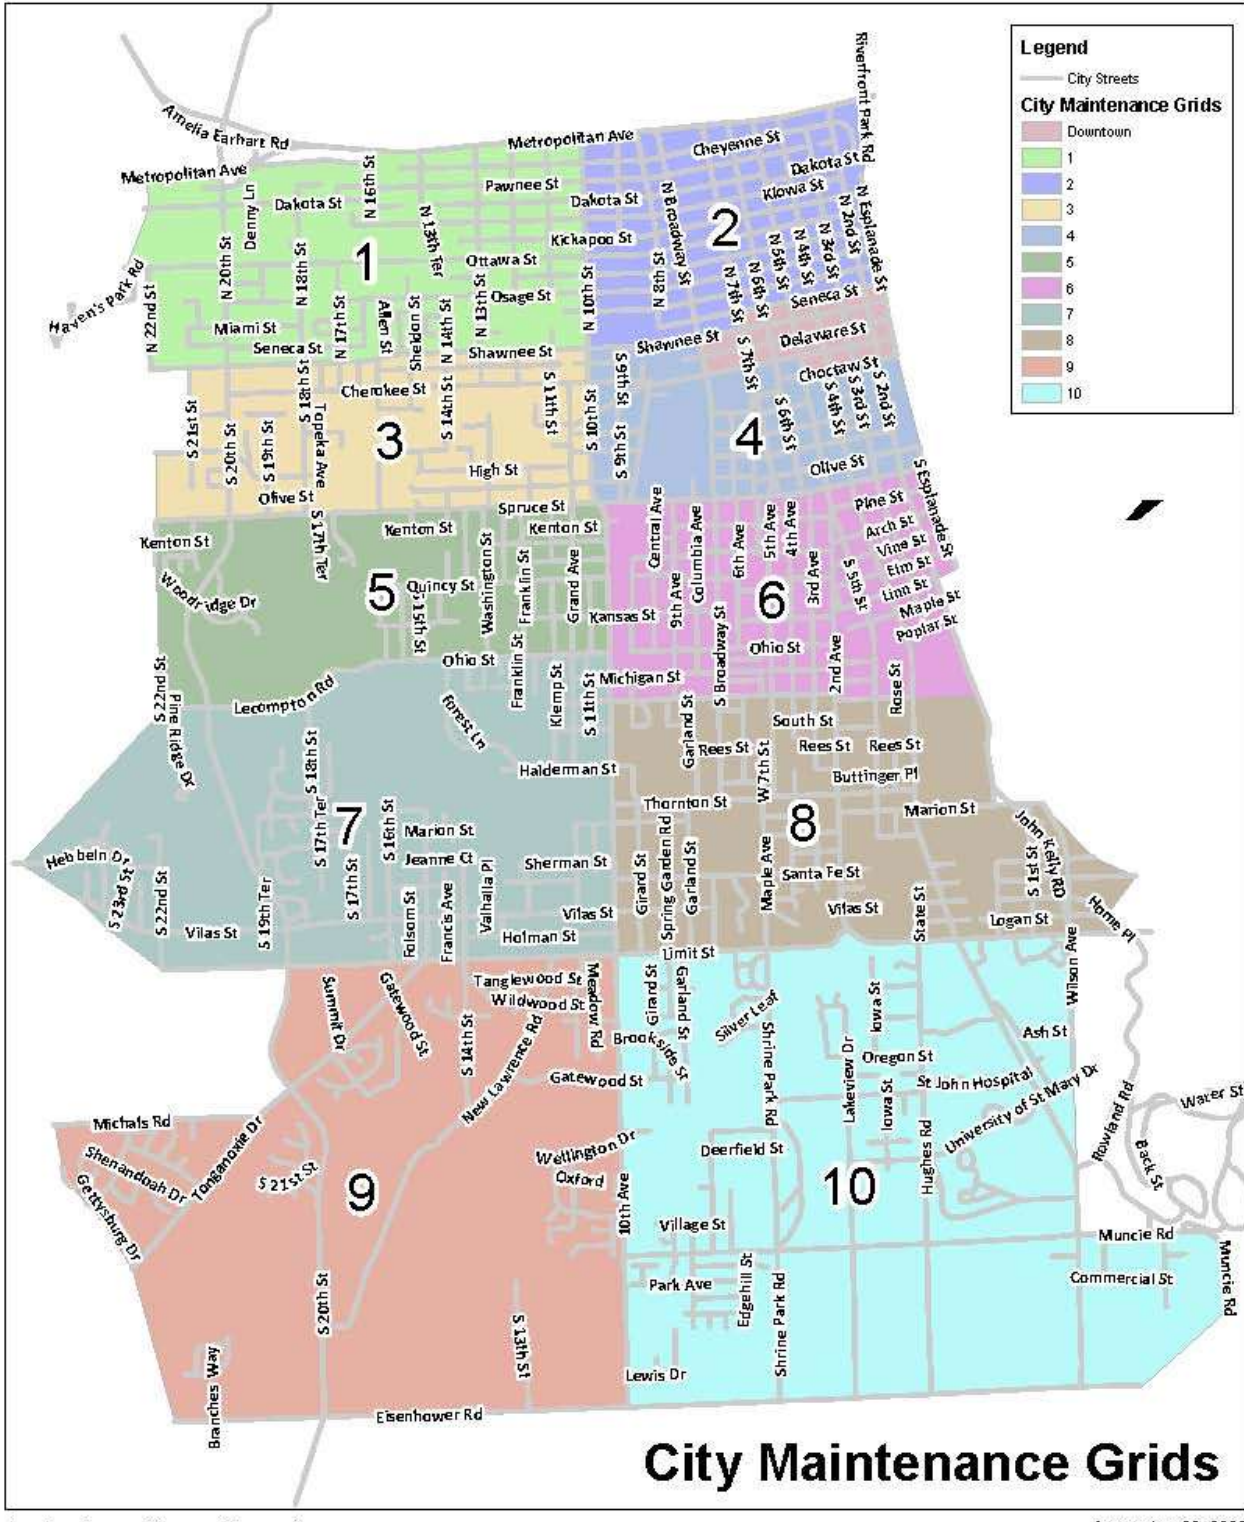 Legend
City Streets
City Maintenance Grids
Downtown
1
2
3
4
5
6
7
8
9
10
Riverfront Park Rd
Amelia Earhart Rd
Metropolitan Ave
Metropolitan Ave
Cheyenne St
Dakota St
Denny Ln
Dakota St
N 16th St
Pawnee St
Dakota St
N Broadway St
Kiowa St
N 2nd St
N Esplanade St
N 13th Ter
Kickapoo St
2
N 5th St
N 4th St
N 3rd St
N 20th St
N 18th St
1
Ottawa St
N 8th St
N 7th St
N 6th St
Haven's Park Rd
N 22nd St
N 17th St
Allen St
Sheldon St
N 14th St
N 13th St
Osage St
N 10th St
Seneca St
Miami St
Seneca St
Shawnee St
Shawnee St
S 7th St
Delaware St
Cherokee St
S 18th St
S 14th St
S 11th St
S 10th St
S 9th St
Choctaw St
S 4th St
S 3rd St
S 2nd St
S 21st St
S 20th St
S 19th St
Topeka Ave
3
S 9th St
4
S 6th St
High St
Olive St
Olive St
S Esplanade St
Spruce St
Kenton St
S 17th Ter
Kenton St
Kenton St
Central Ave
Columbia Ave
6th Ave
5th Ave
4th Ave
Pine St
Arch St
Vine St
Elm St
Linn St
Maple St
Poplar St
Woodridge Dr
5
Quincy St
S 15th St
Washington St
Franklin St
Grand Ave
Kansas St
9th Ave
6
3rd Ave
S 5th St
Ohio St
Franklin St
Klemp St
S 11th St
Michigan St
S Broadway St
Ohio St
2nd Ave
Rose St
S 22nd St
Pine Ridge Dr
Lecompton Rd
Forest Ln
Garland St
South St
Rees St
Rees St
Rees St
S 18th St
Halderman St
W 7th St
Buttinger Pl
Thornton St
8
Marion St
7
S 17th Ter
S 16th St
Marion St
Jeanne Ct
Sherman St
Spring Garden Rd
John Kelly RD
Hebbeln Dr
S 23rd St
S 22nd St
S 19th Ter
S 17th St
Folsom St
Francis Ave
Valhalla Pl
Girard St
Garland St
Maple Ave
Santa Fe St
S 1st St
Vilas St
Vilas St
Vilas St
State St
Logan St
Home Pl
Holman St
Limit St
Wilson Ave
Summit Dr
Gatewood St
Tanglewood St
Wildwood St
Meadow Rd
Girard St
Garland St
Silver Leaf
Iowa St
S 14th St
New Lawrence Rd
Brookside St
Shrine Park Rd
Lakeview Dr
Ash St
Oregon St
Gatewood St
Iowa St
St John Hospital
University of St Mary Dr
Michals Rd
Tonganoxie Dr
Rowland Rd
Water St
Shenandoah Dr
Gettysburg Dr
S 21st St
9
Wellington Dr
Oxford
Deerfield St
10
Hughes Rd
Back St.
10th Ave
Village St
Muncie Rd
Park Ave
Edgehill St
Commercial St
Muncie Rd
S 20th St
S 13th St
Shrine Park Rd
Branches Way
Lewis Dr
Eisenhower Rd
City Maintenance Grids